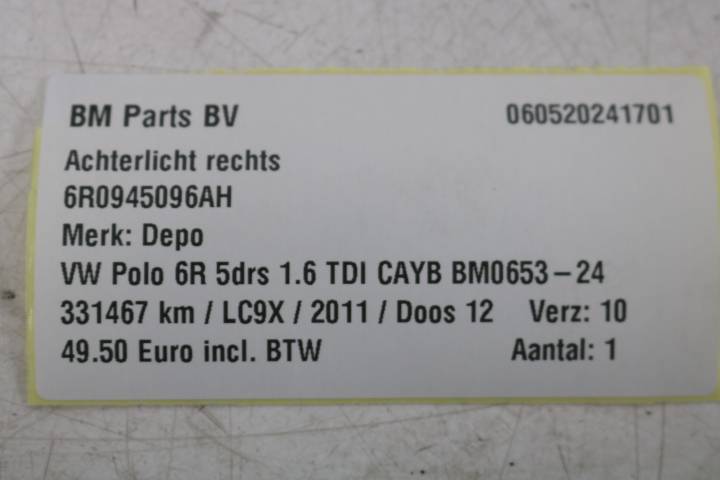 BM Parts BV 060520241701
Achterlicht rechts
6R0945096AH
Merk: Depo
VW Polo 6R 5drs 1.6 TDI CAYB BM0653-24
331467 km / LC9X / 2011 / Doos 12 Verz: 10
49.50 Euro incl. BTW Aantal: 1